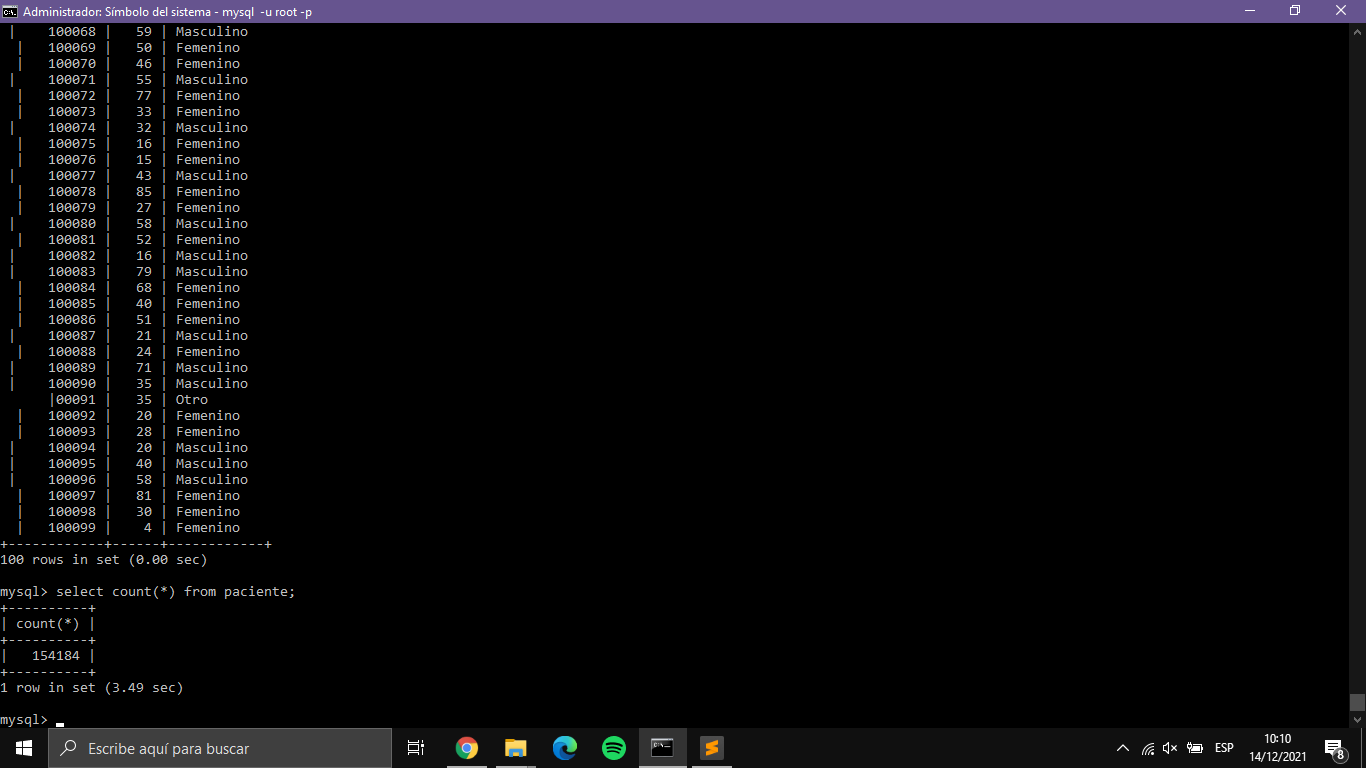 Administrador: Símbolo del sistema - mysql  -u root -p
|    100068 |   59 | Masculino
|   100069 |   50 | Femenino
|   100070 |   46 | Femenino
|    100071 |   55 | Masculino
|   100072 |   77 | Femenino
|   100073 |   33 | Femenino
|    100074 |   32 | Masculino
|   100075 |   16 | Femenino
|   100076 |   15 | Femenino
|    100077 |   43 | Masculino
|   100078 |   85 | Femenino
|   100079 |   27 | Femenino
|    100080 |   58 | Masculino
|   100081 |   52 | Femenino
|    100082 |   16 | Masculino
|    100083 |   79 | Masculino
|   100084 |   68 | Femenino
|   100085 |   40 | Femenino
|   100086 |   51 | Femenino
|    100087 |   21 | Masculino
|   100088 |   24 | Femenino
|    100089 |   71 | Masculino
|    100090 |   35 | Masculino
|00091 |   35 | Otro
|   100092 |   20 | Femenino
|   100093 |   28 | Femenino
|    100094 |   20 | Masculino
|    100095 |   40 | Masculino
|    100096 |   58 | Masculino
|   100097 |   81 | Femenino
|   100098 |   30 | Femenino
|   100099 |    4 | Femenino
+------------+------+------------+
100 rows in set (0.00 sec)
mysql> select count(*) from paciente;
+----------+
| count(*) |
+----------+
|   154184 |
+----------+
1 row in set (3.49 sec)
mysql>
Escribe aquí para buscar
ESP
10:10
14/12/2021
8